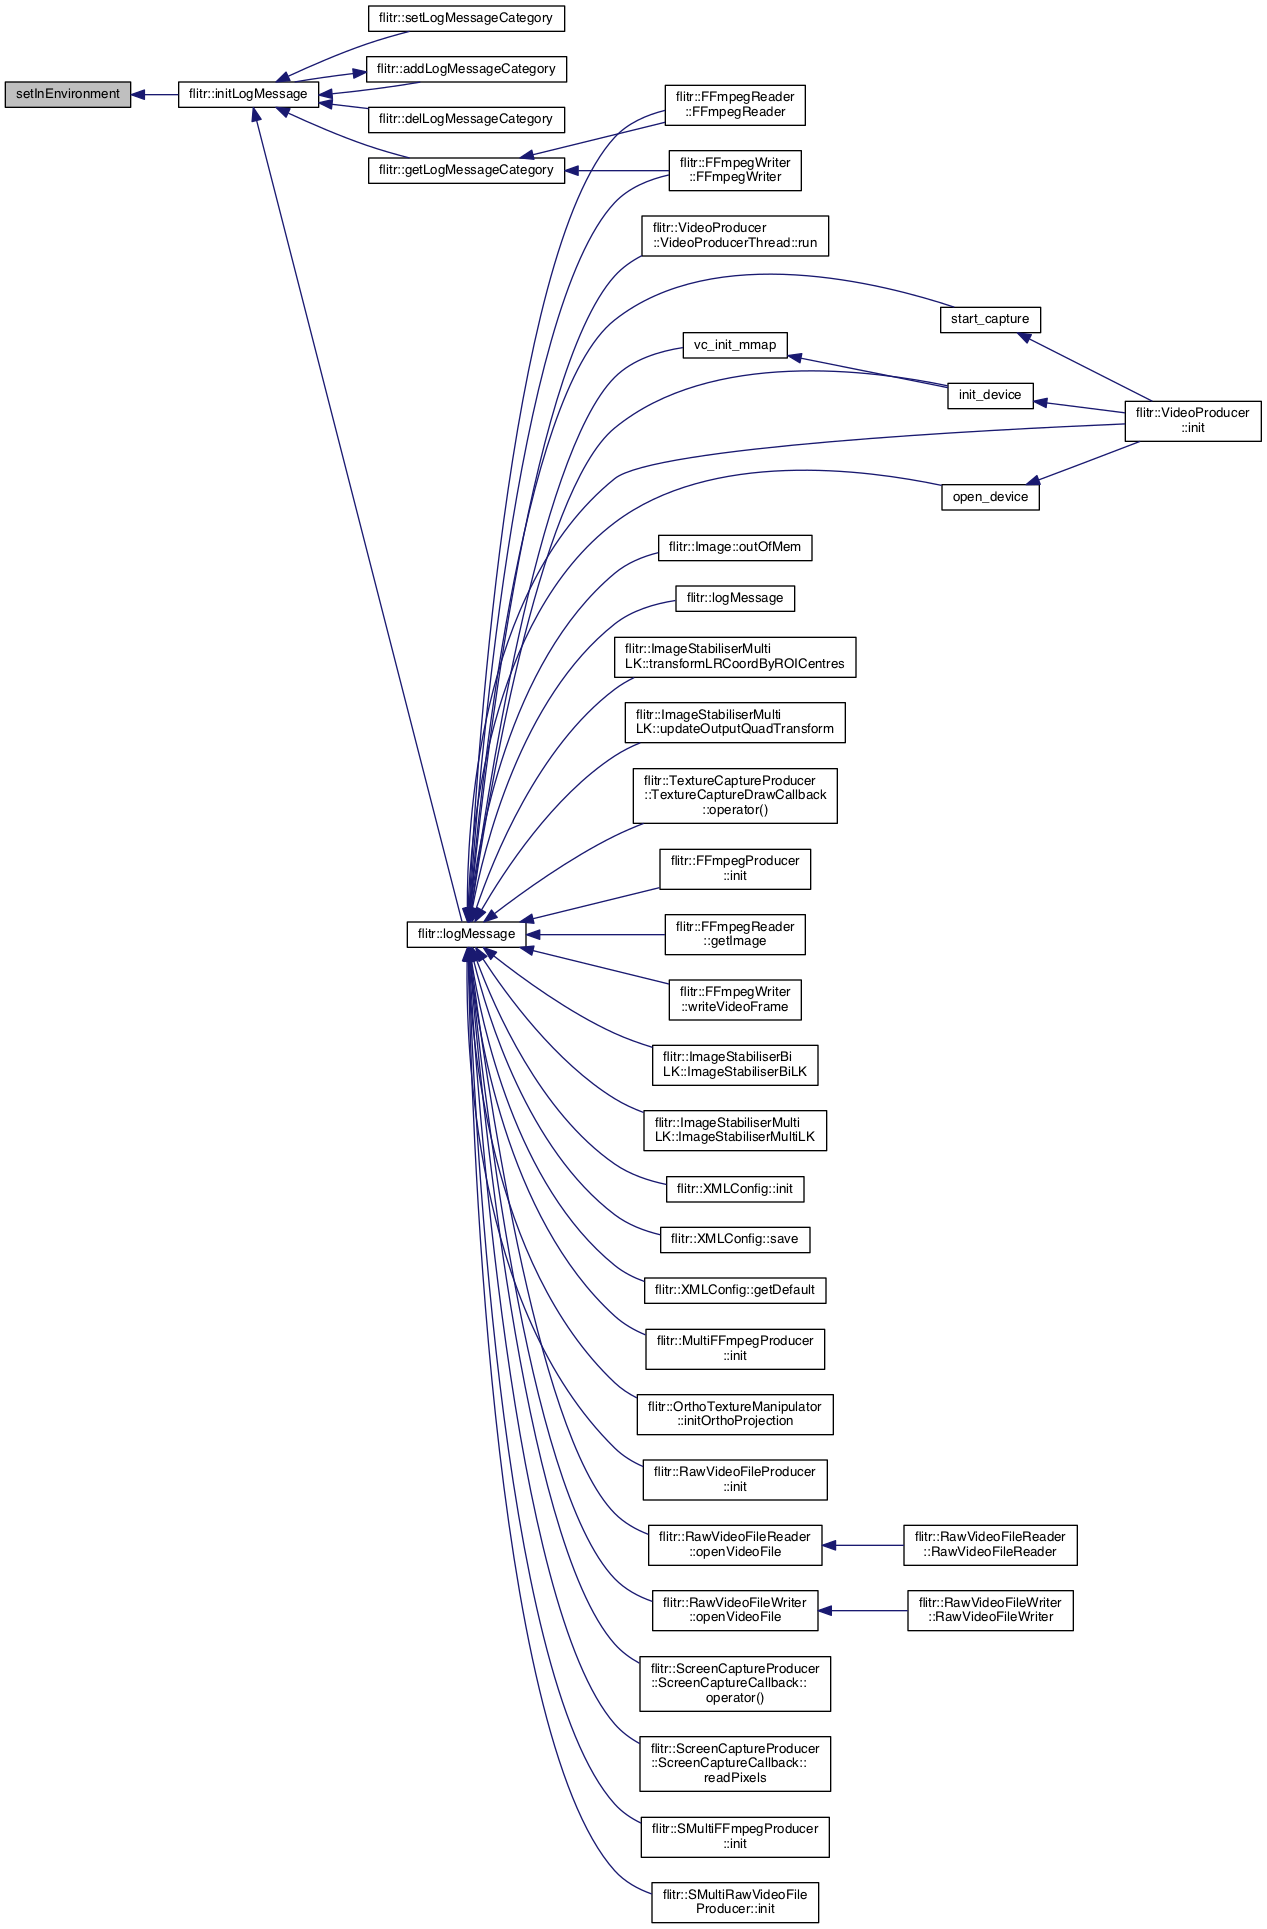 flitr::setLogMessageCategory
flitr::addLogMessageCategory
setInEnvironment
flitr::initLogMessage
flitr::delLogMessageCategory
flitr::getLogMessageCategory
flitr::FFmpegReader
::FFmpegReader
flitr::FFmpegWriter
::FFmpegWriter
flitr::VideoProducer
::VideoProducerThread::run
start_capture
vc_init_mmap
init_device
flitr::VideoProducer
::init
open_device
flitr::Image::outOfMem
flitr::logMessage
flitr::ImageStabiliserMulti
LK::transformLRCoordByROICentres
flitr::ImageStabiliserMulti
LK::updateOutputQuadTransform
flitr::TextureCaptureProducer
::TextureCaptureDrawCallback
::operator()
flitr::FFmpegProducer
::init
flitr::logMessage
flitr::FFmpegReader
::getImage
flitr::FFmpegWriter
::writeVideoFrame
flitr::ImageStabiliserBi
LK::ImageStabiliserBiLK
flitr::ImageStabiliserMulti
LK::ImageStabiliserMultiLK
flitr::XMLConfig::init
flitr::XMLConfig::save
flitr::XMLConfig::getDefault
flitr::MultiFFmpegProducer
::init
flitr::OrthoTextureManipulator
::initOrthoProjection
flitr::RawVideoFileProducer
::init
flitr::RawVideoFileReader
::openVideoFile
flitr::RawVideoFileReader
::RawVideoFileReader
flitr::RawVideoFileWriter
::openVideoFile
flitr::RawVideoFileWriter
::RawVideoFileWriter
flitr::ScreenCaptureProducer
::ScreenCaptureCallback::
operator()
flitr::ScreenCaptureProducer
::ScreenCaptureCallback::
readPixels
flitr::SMultiFFmpegProducer
::init
flitr::SMultiRawVideoFile
Producer::init